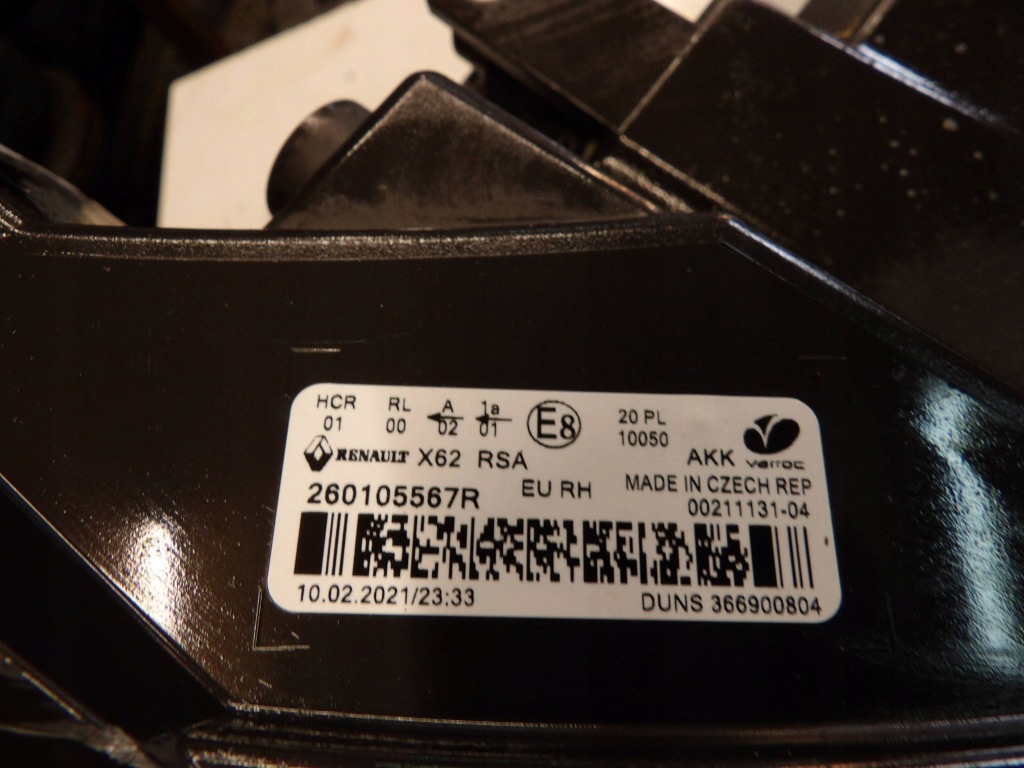 HCR RL A 1a E8 20 PL
01 00 02 01 10050
RENAULT X62 RSA AKK varroc
260105567R EU RH MADE IN CZECH REP
00211131-04
10.02.2021/23:33 DUNS 366900804